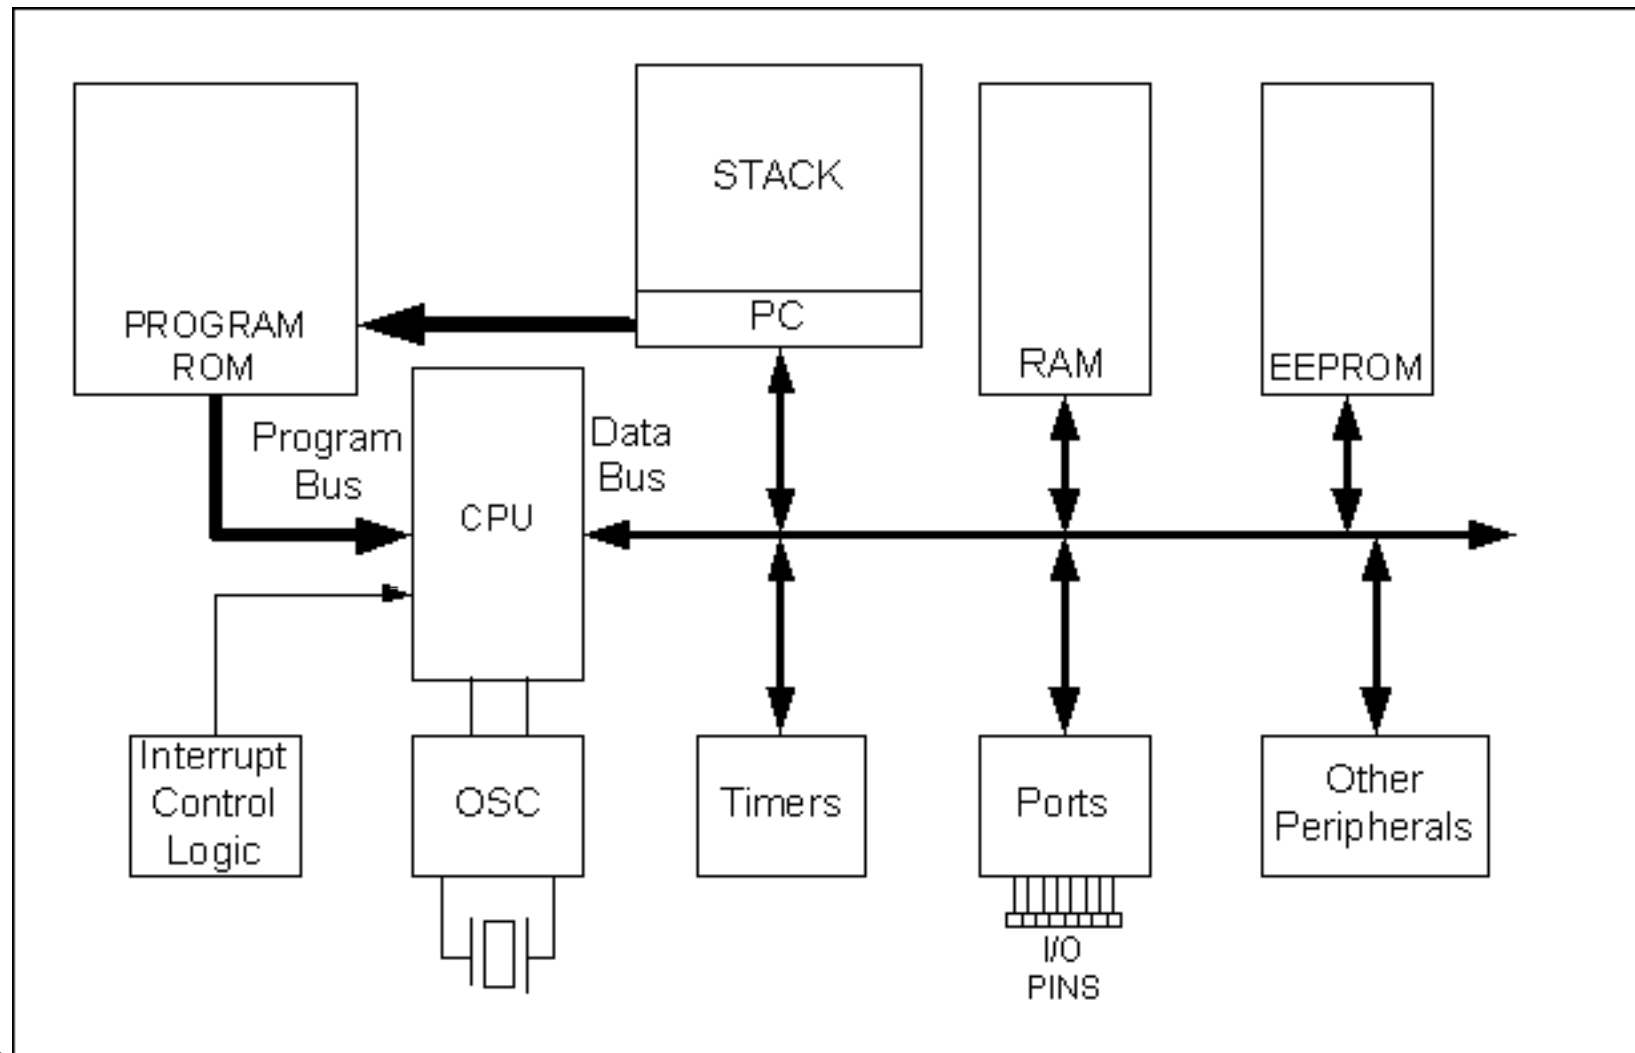 STACK
PC
PROGRAM
ROM
RAM
EEPROM
Program
Bus
Data
Bus
CPU
Interrupt
Control
Logic
OSC
Timers
Ports
Other
Peripherals
I/O
PINS